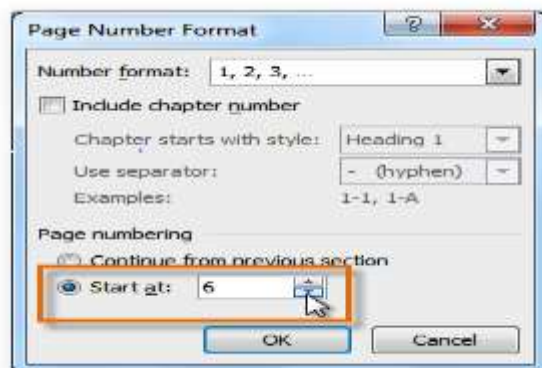 Page Number Format
Number format: 1, 2, 3, ...
Include chapter number
Chapter starts with style: Heading 1
Use separator: - (hyphen)
Examples: 1-1, 1-A
Page numbering
Continue from previous section
Start at: 6
OK Cancel